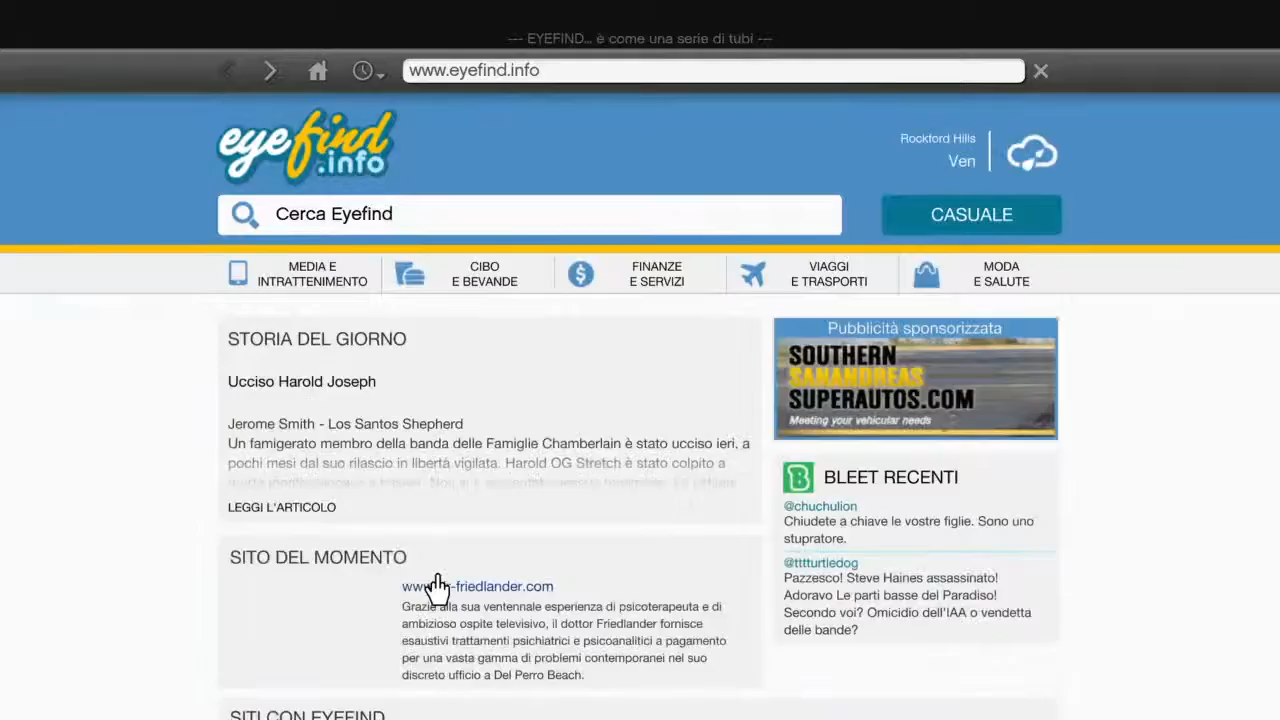 --- EYEFIND... è come una serie di tubi ---
www.eyefind.info
eyefind
.info
Rockford Hills
Ven
Cerca Eyefind
CASUALE
MEDIA E
INTRATTENIMENTO
CIBO
E BEVANDE
FINANZE
E SERVIZI
VIAGGI
E TRASPORTI
MODA
E SALUTE
STORIA DEL GIORNO
Ucciso Harold Joseph
Jerome Smith - Los Santos Shepherd
Un famigerato membro della banda delle Famiglie Chamberlain è stato ucciso ieri, a
pochi mesi dal suo rilascio in libertà vigilata. Harold OG Stretch è stato colpito a
LEGGI L'ARTICOLO
SITO DEL MOMENTO
-friedlander.com
Grazie alla sua ventennale esperienza di psicoterapeuta e di
ambizioso ospite televisivo, il dottor Friedlander fornisce
esaustivi trattamenti psichiatrici e psicoanalitici a pagamento
per una vasta gamma di problemi contemporanei nel suo
discreto ufficio a Del Perro Beach.
SITI CON EYEFIND
Pubblicità sponsorizzata
SOUTHERN
SANANDREAS
SUPERAUTOS.COM
Meeting your vehicular needs
BLEET RECENTI
@chuchulion
Chiudete a chiave le vostre figlie. Sono uno
stupratore.
@tttturtledog
Pazzesco! Steve Haines assassinato!
Adoravo Le parti basse del Paradiso!
Secondo voi? Omicidio dell'IAA o vendetta
delle bande?